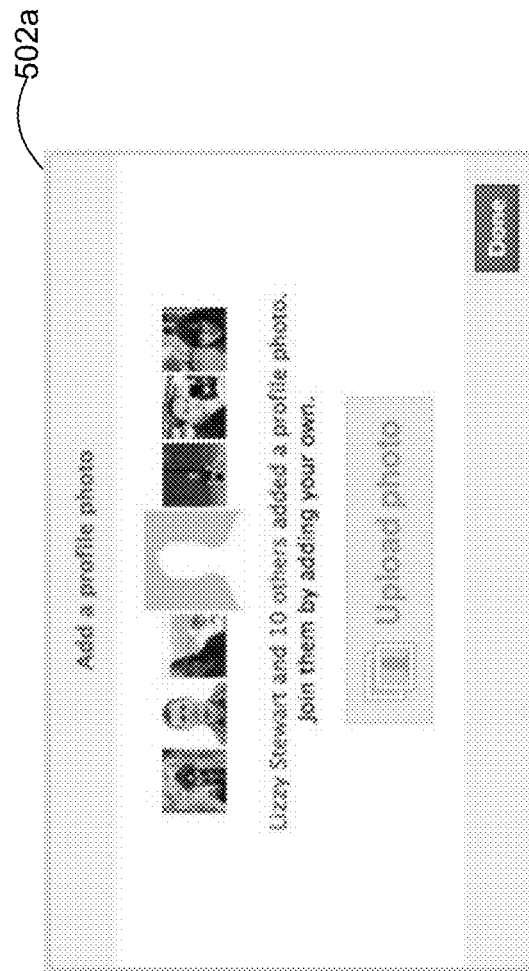 502a
Add a profile photo
Lizzy Stewart and 10 others added a profile photo.
Join them by adding your own.
Upload photo
Done